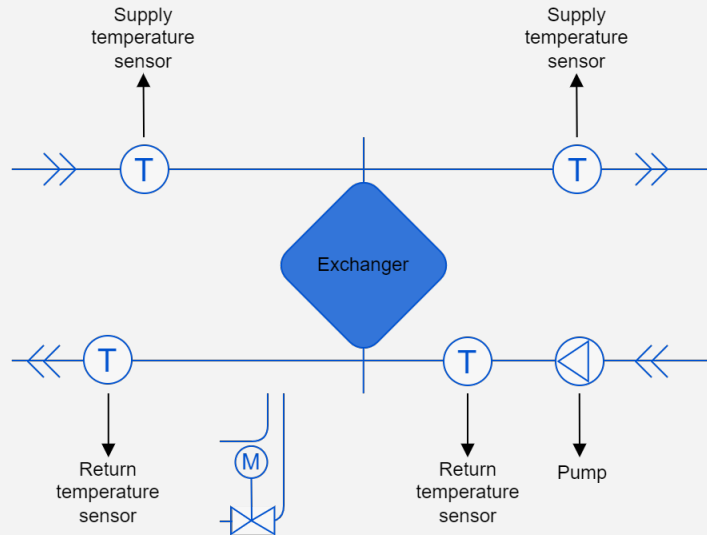 Supply
temperature
sensor
Supply
temperature
sensor
T
T
Exchanger
T
T
M
Return
temperature
sensor
Return
temperature
sensor
Pump